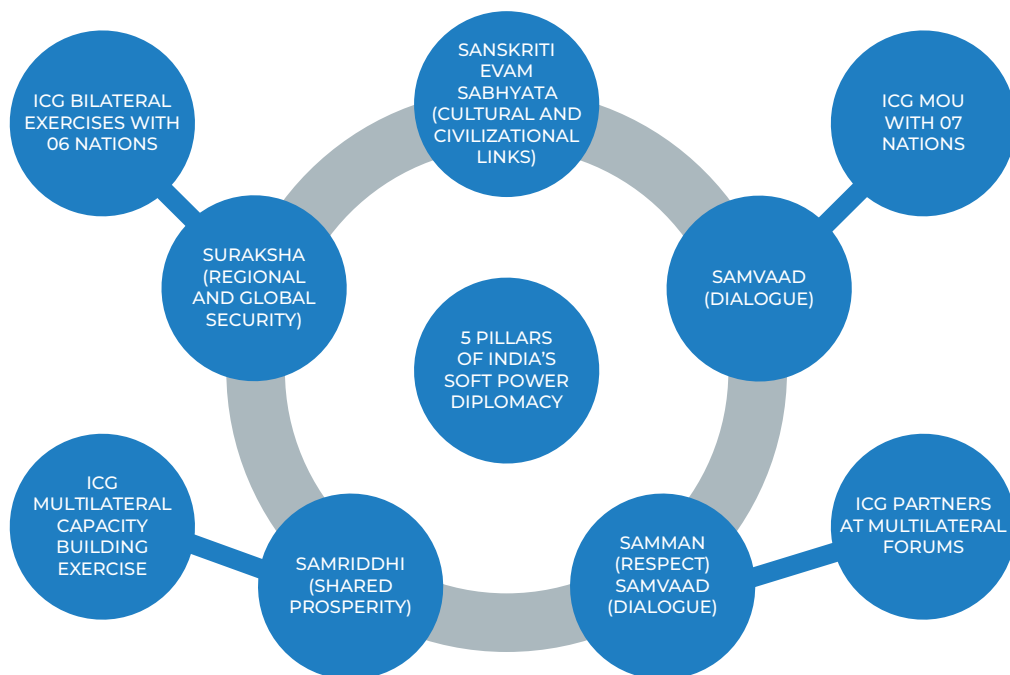 SANSKRITI
EVAM
SABHYATA
(CULTURAL AND
CIVILIZATIONAL
LINKS)
ICG BILATERAL
EXERCISES WITH
06 NATIONS
ICG MOU
WITH 07
NATIONS
SURAKSHA
(REGIONAL
AND GLOBAL
SECURITY)
SAMVAAD
(DIALOGUE)
5 PILLARS
OF INDIA’S
SOFT POWER
DIPLOMACY
ICG
MULTILATERAL
CAPACITY
BUILDING
EXERCISE
SAMRIDDHI
(SHARED
PROSPERITY)
SAMMAN
(RESPECT)
SAMVAAD
(DIALOGUE)
ICG PARTNERS
AT MULTILATERAL
FORUMS